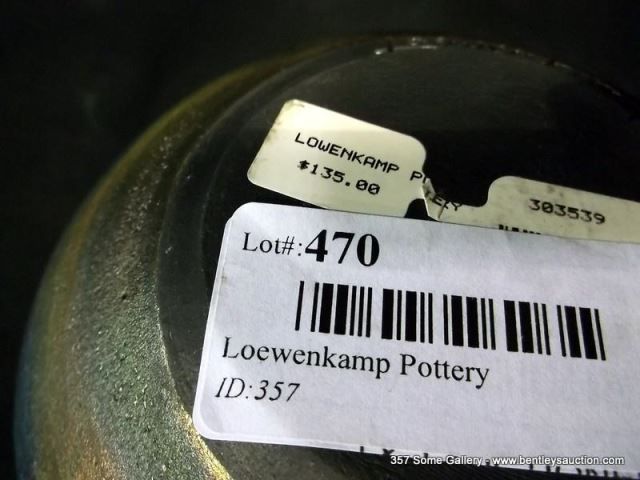 LOWENKAMP P
$135.00
303539
Lot#:470
Loewenkamp Pottery
ID:357
357 Some Gallery - www.bentleysauction.com